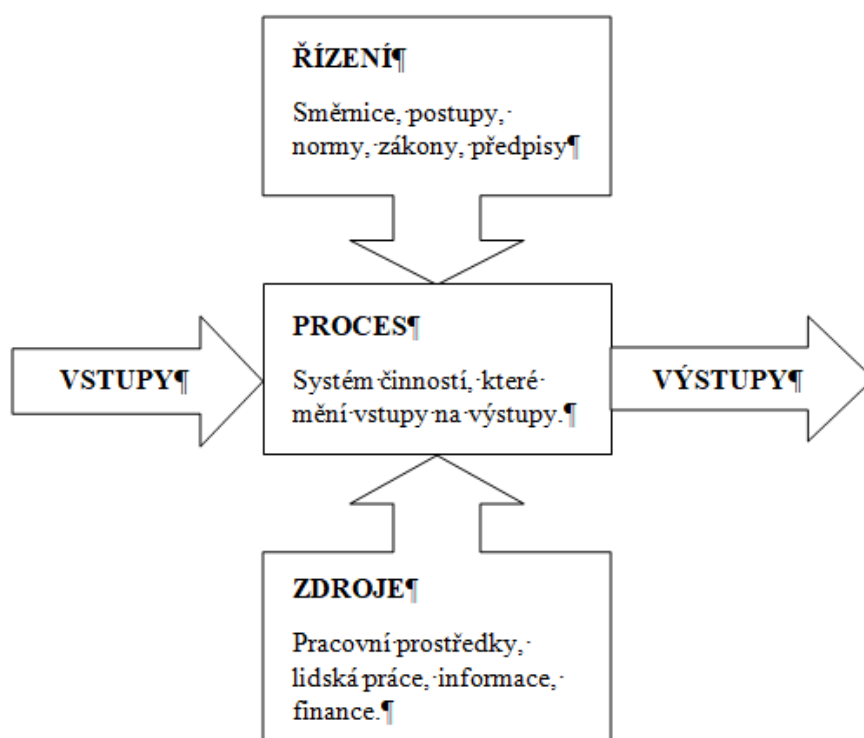 ŘÍZENÍ¶
Směrnice,·postupy,·
normy,·zákony,·předpisy¶
PROCES¶
Systém·činností,·které·
mění·vstupy·na·výstupy.¶
VSTUPY¶
VÝSTUPY¶
ZDROJE¶
Pracovní·prostředky,·
lidská·práce,·informace,·
finance.¶